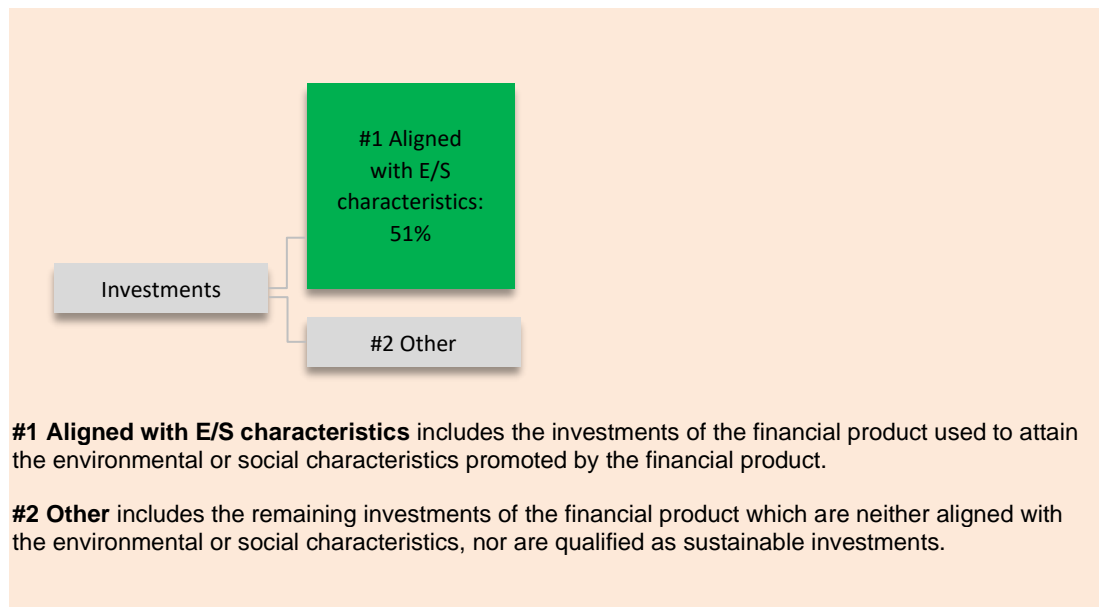 #1 Aligned
with E/S
characteristics:
51%
Investments
#2 Other
#1 Aligned with E/S characteristics includes the investments of the financial product used to attain
the environmental or social characteristics promoted by the financial product.
#2 Other includes the remaining investments of the financial product which are neither aligned with
the environmental or social characteristics, nor are qualified as sustainable investments.